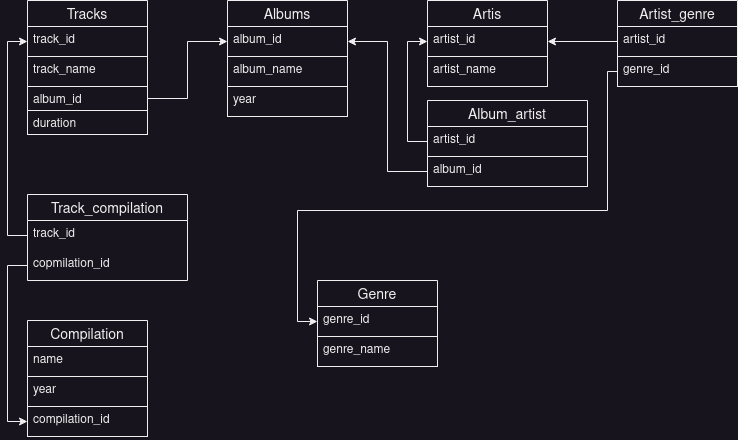 Tracks
track_id
track_name
album_id
duration
Albums
album_id
album_name
year
Artis
artist_id
artist_name
Artist_genre
artist_id
genre_id
Album_artist
artist_id
album_id
Track_compilation
track_id
copmilation_id
Genre
genre_id
genre_name
Compilation
name
year
compilation_id